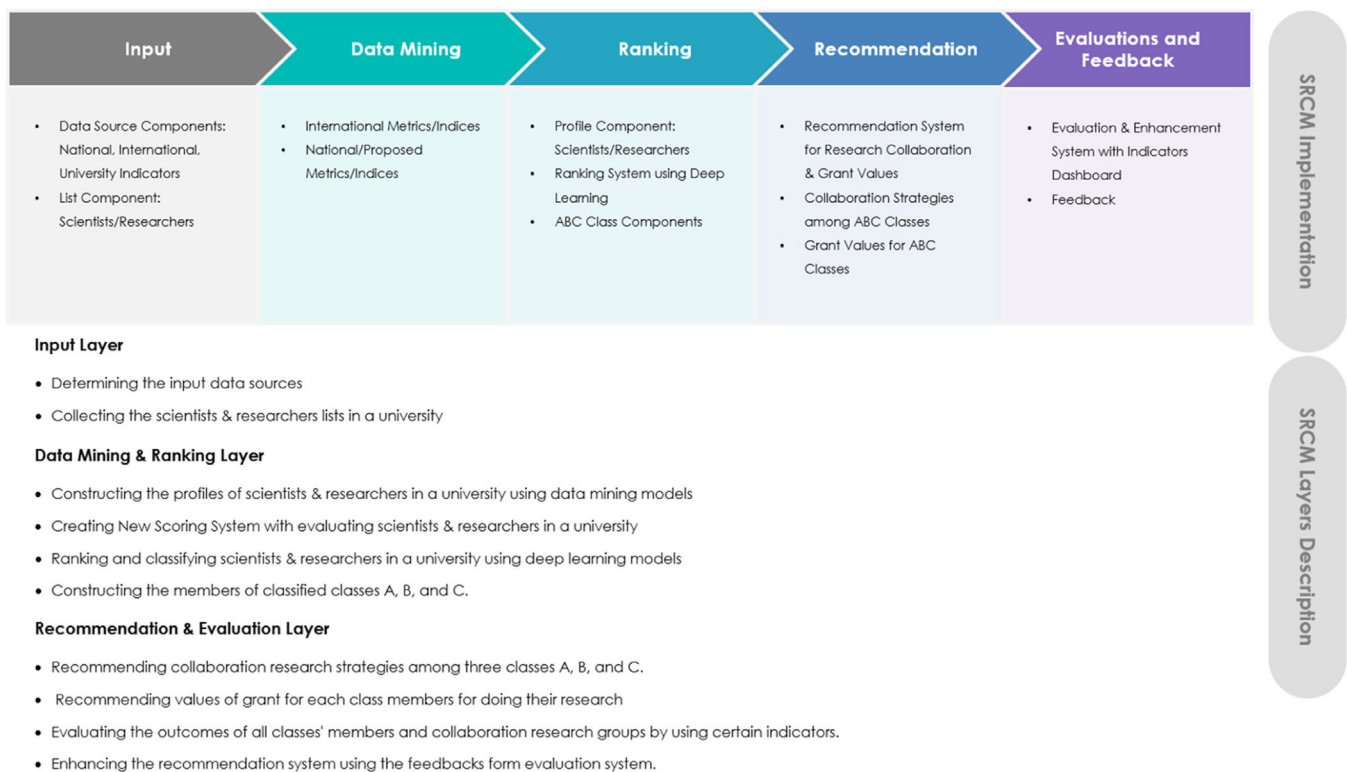 Input
Data Mining
Ranking
Recommendation
Evaluations and
Feedback
• Data Source Components:
National, International,
University Indicators
• List Component:
Scientists/Researchers
• International Metrics/Indices
• National/Proposed
Metrics/Indices
• Profile Component:
Scientists/Researchers
• Ranking System using Deep
Learning
• ABC Class Components
• Recommendation System
for Research Collaboration
& Grant Values
• Collaboration Strategies
among ABC Classes
• Grant Values for ABC
Classes
• Evaluation & Enhancement
System with Indicators
Dashboard
• Feedback
SRCM Implementation
Input Layer
• Determining the input data sources
• Collecting the scientists & researchers lists in a university
Data Mining & Ranking Layer
• Constructing the profiles of scientists & researchers in a university using data mining models
• Creating New Scoring System with evaluating scientists & researchers in a university
• Ranking and classifying scientists & researchers in a university using deep learning models
• Constructing the members of classified classes A, B, and C.
Recommendation & Evaluation Layer
• Recommending collaboration research strategies among three classes A, B, and C.
• Recommending values of grant for each class members for doing their research
• Evaluating the outcomes of all classes' members and collaboration research groups by using certain indicators.
• Enhancing the recommendation system using the feedbacks form evaluation system.
SRCM Layers Description